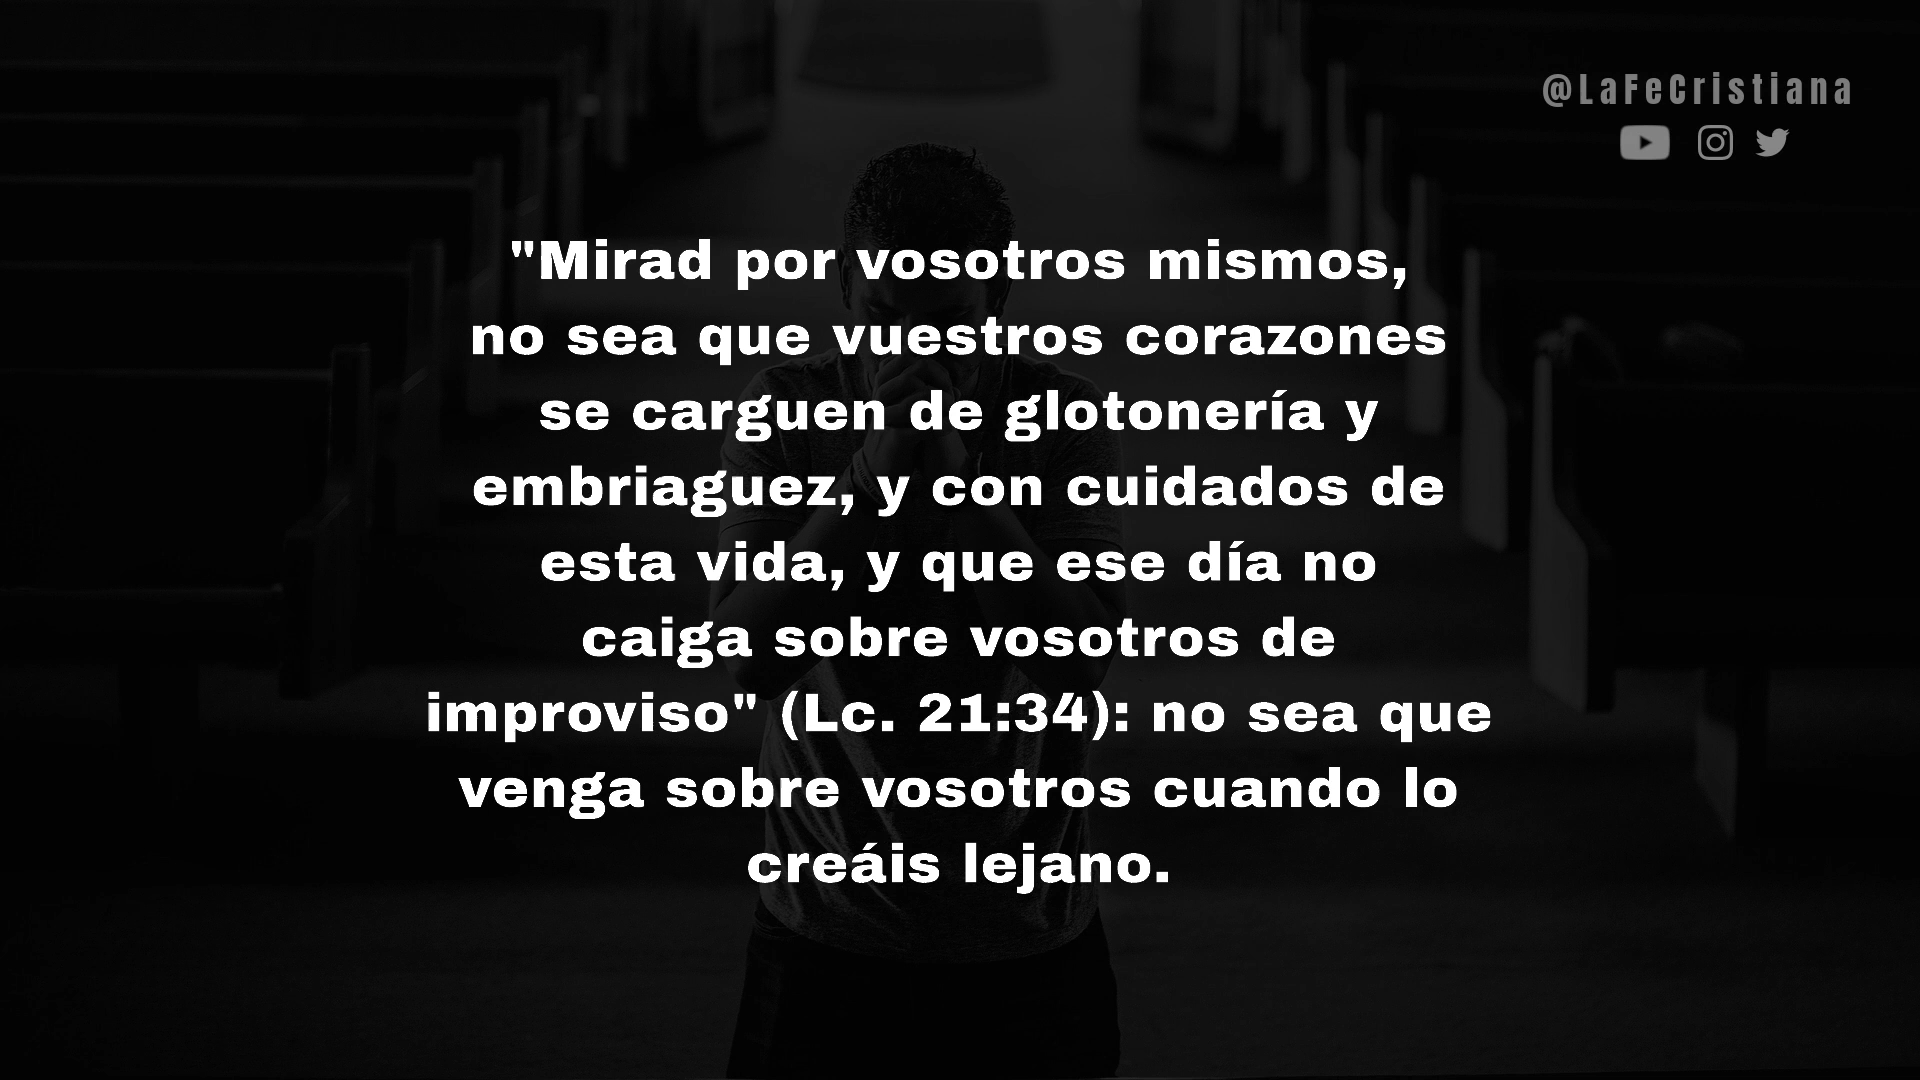 @LaFeCristiana
"Mirad por vosotros mismos,
no sea que vuestros corazones
se carguen de glotonería y
embriaguez, y con cuidados de
esta vida, y que ese día no
caiga sobre vosotros de
improviso" (Lc. 21:34): no sea que
venga sobre vosotros cuando lo
creáis lejano.